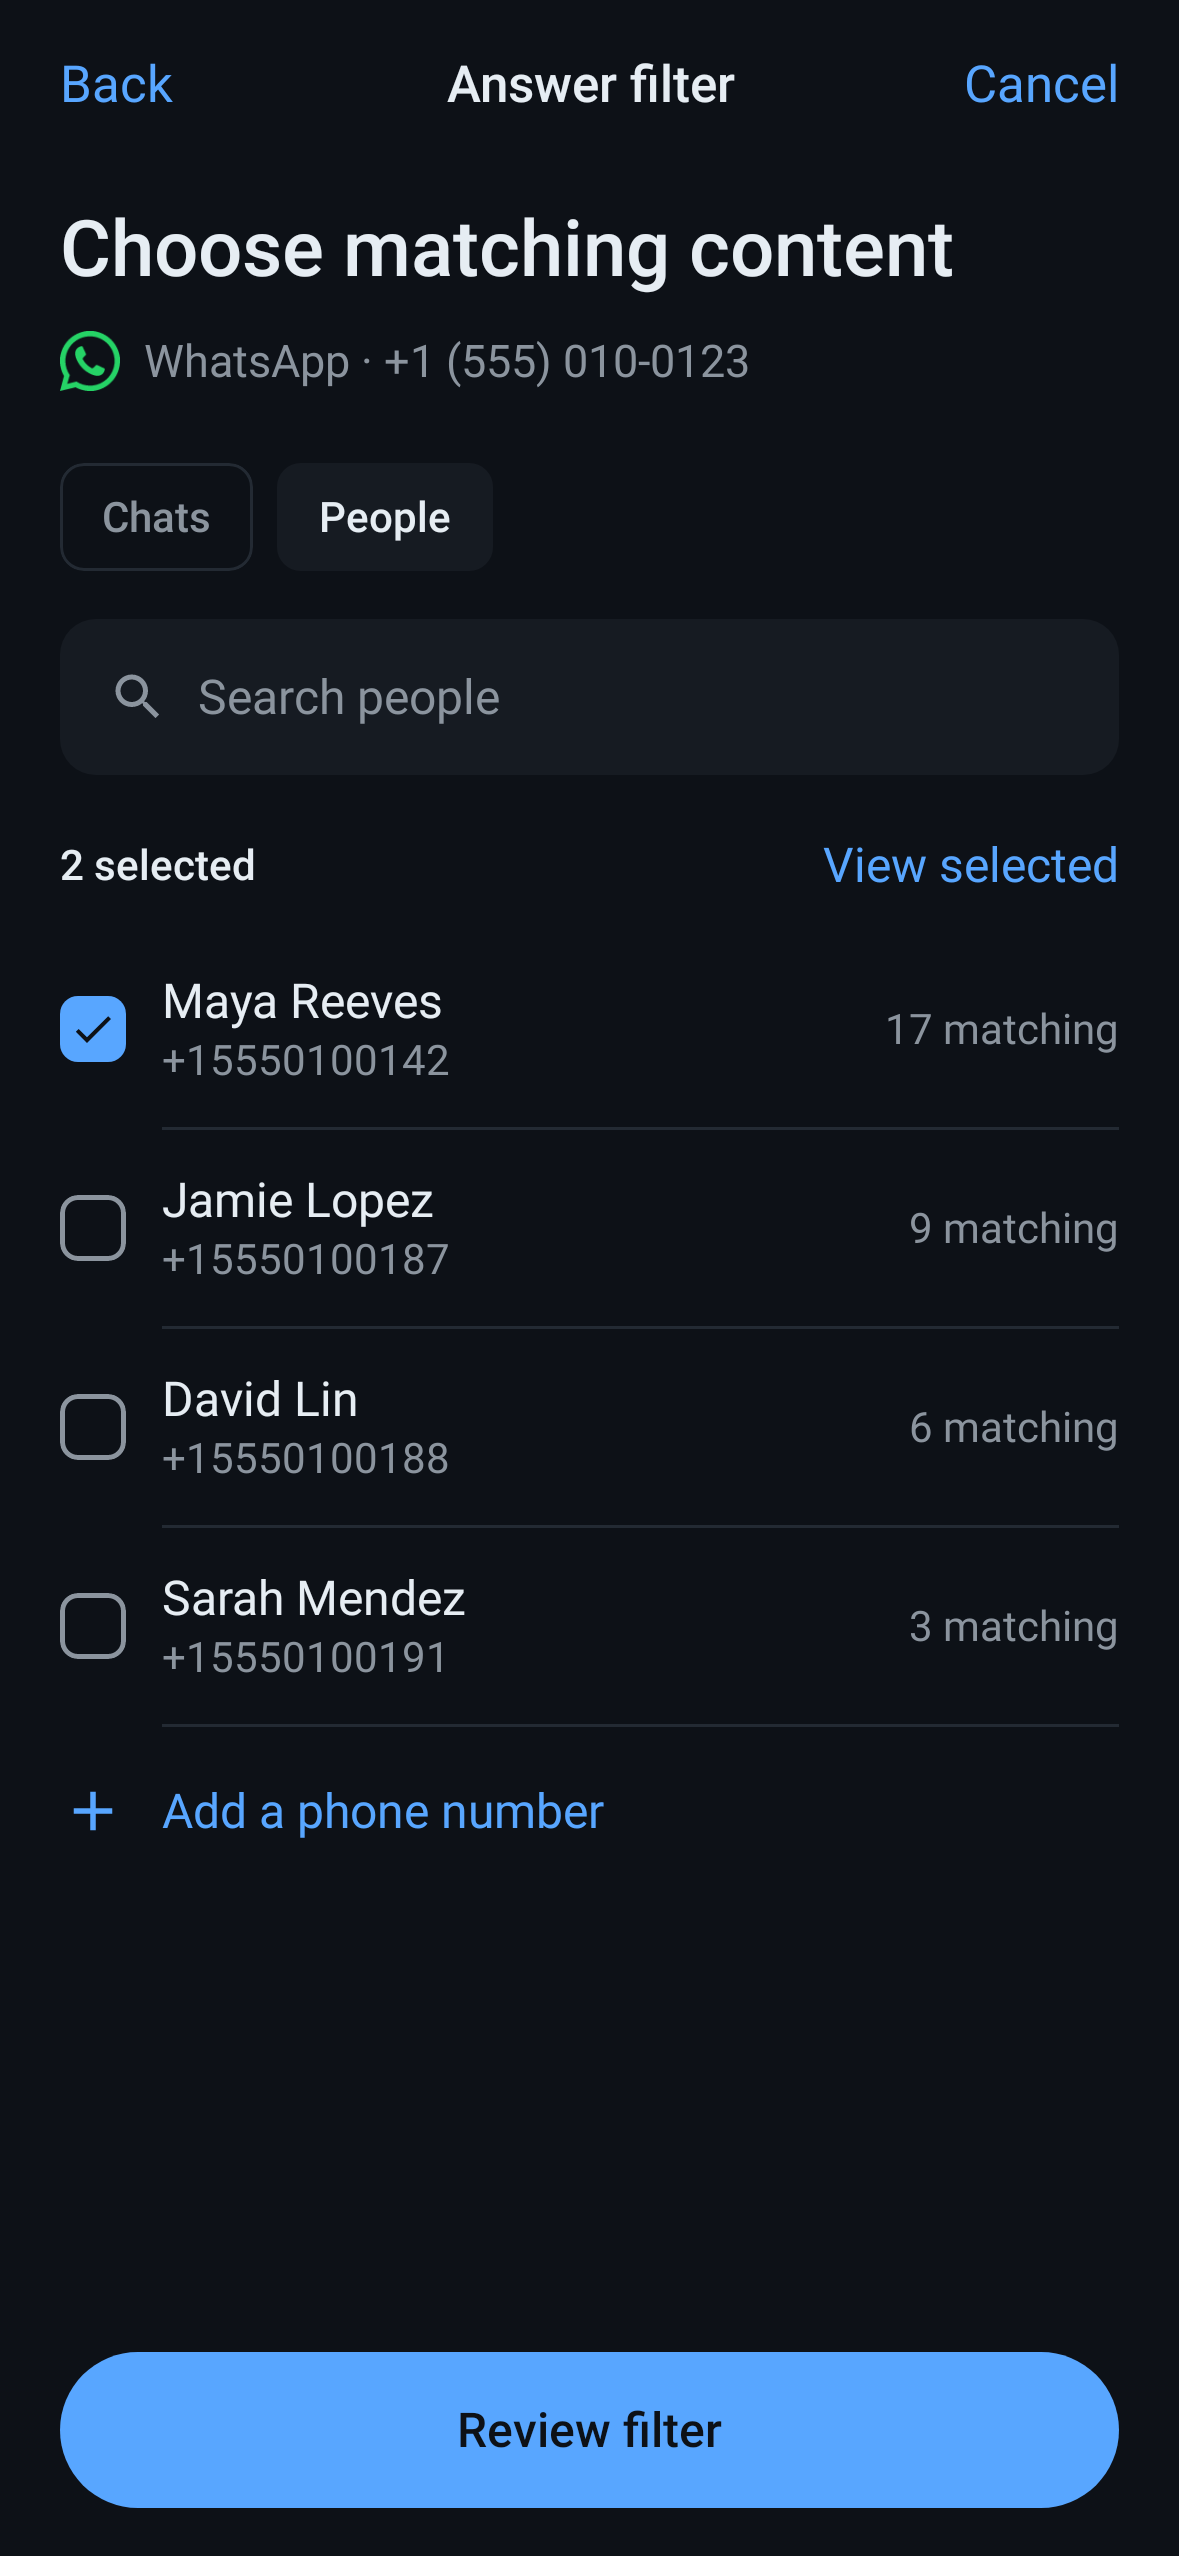 Back
Answer filter
Cancel
Choose matching content
WhatsApp · +1 (555) 010-0123
Chats
People
Search people
2 selected
View selected
Maya Reeves
+15550100142
17 matching
Jamie Lopez
+15550100187
9 matching
David Lin
+15550100188
6 matching
Sarah Mendez
+15550100191
3 matching
Add a phone number
Review filter